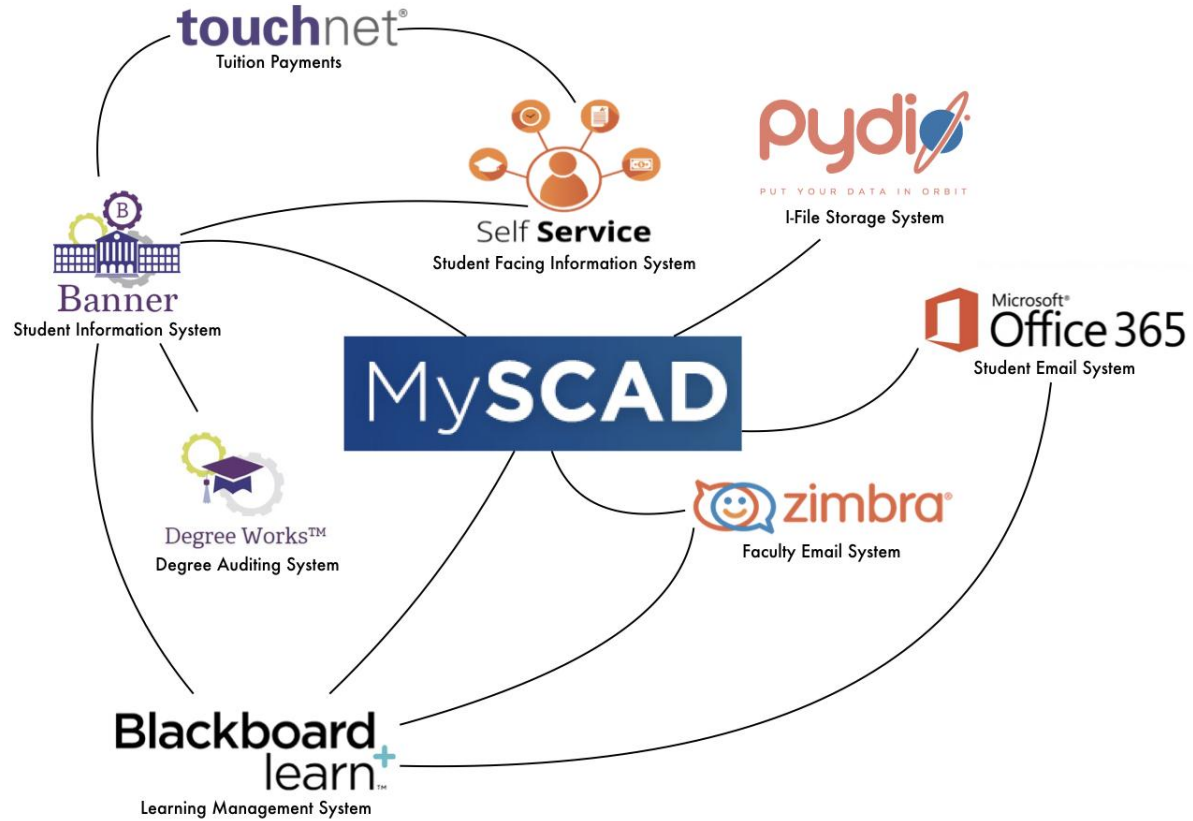 touchnet®
Tuition Payments
Self Service
Student Facing Information System
pydio
PUT YOUR DATA IN ORBIT
I-File Storage System
B
Banner
Student Information System
Microsoft®
Office 365
Student Email System
MySCAD
Degree Works™
Degree Auditing System
zimbra®
Faculty Email System
Blackboard
learn+™
Learning Management System